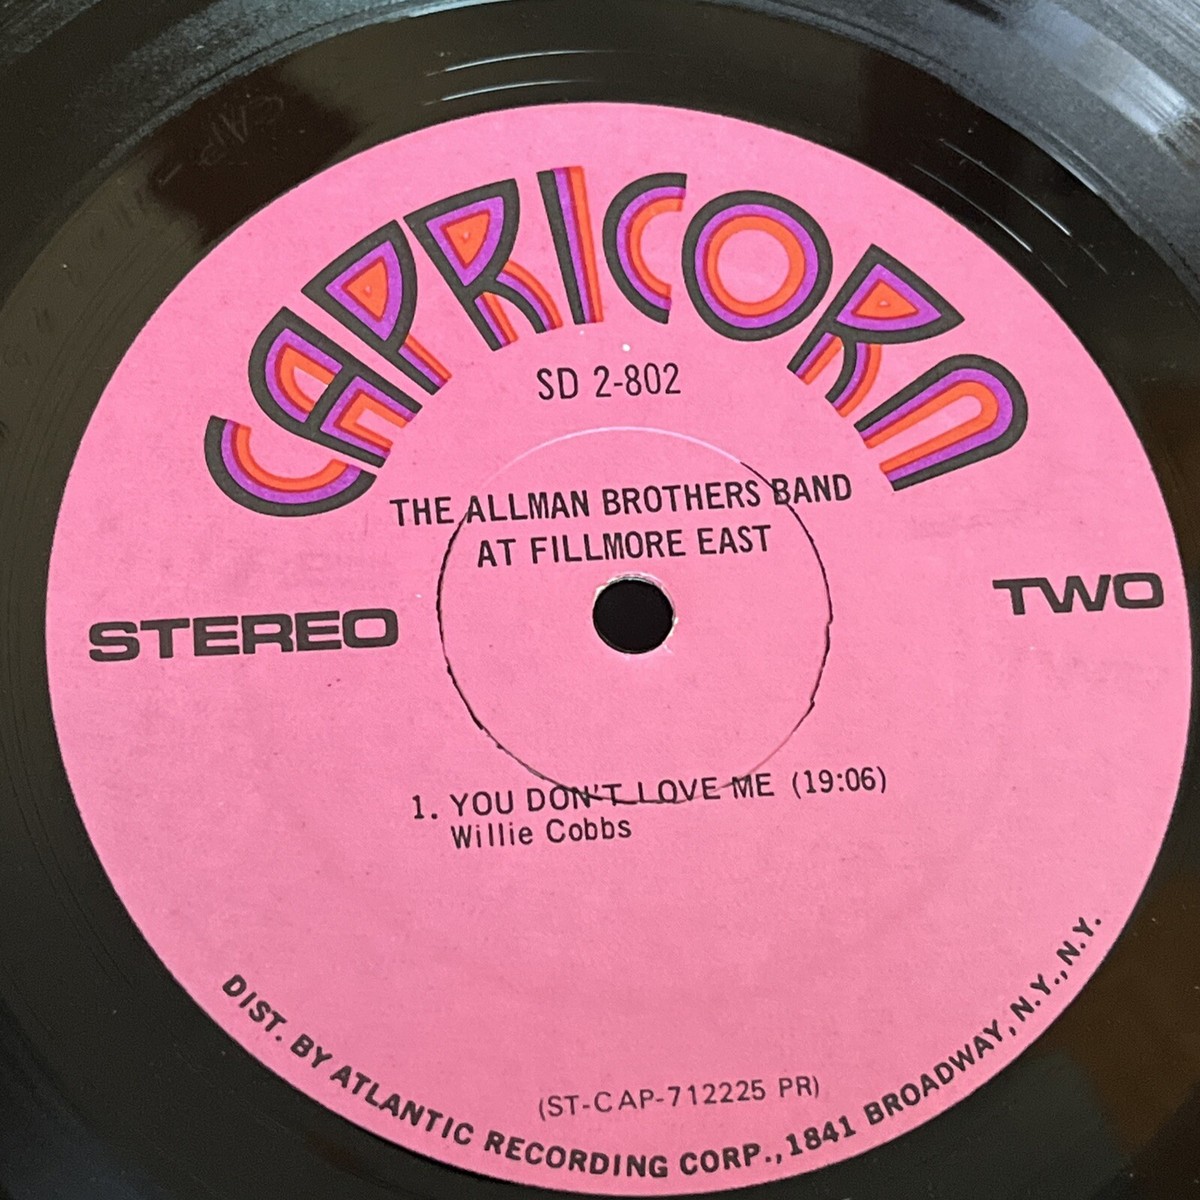 CAPRICORN
SD 2-802
THE ALLMAN BROTHERS BAND
AT FILLMORE EAST
STEREO
TWO
1. YOU DON'T LOVE ME (19:06)
Willie Cobbs
(ST-CAP-712225 PR)
DIST. BY ATLANTIC RECORDING CORP., 1841 BROADWAY, N.Y., N.Y.